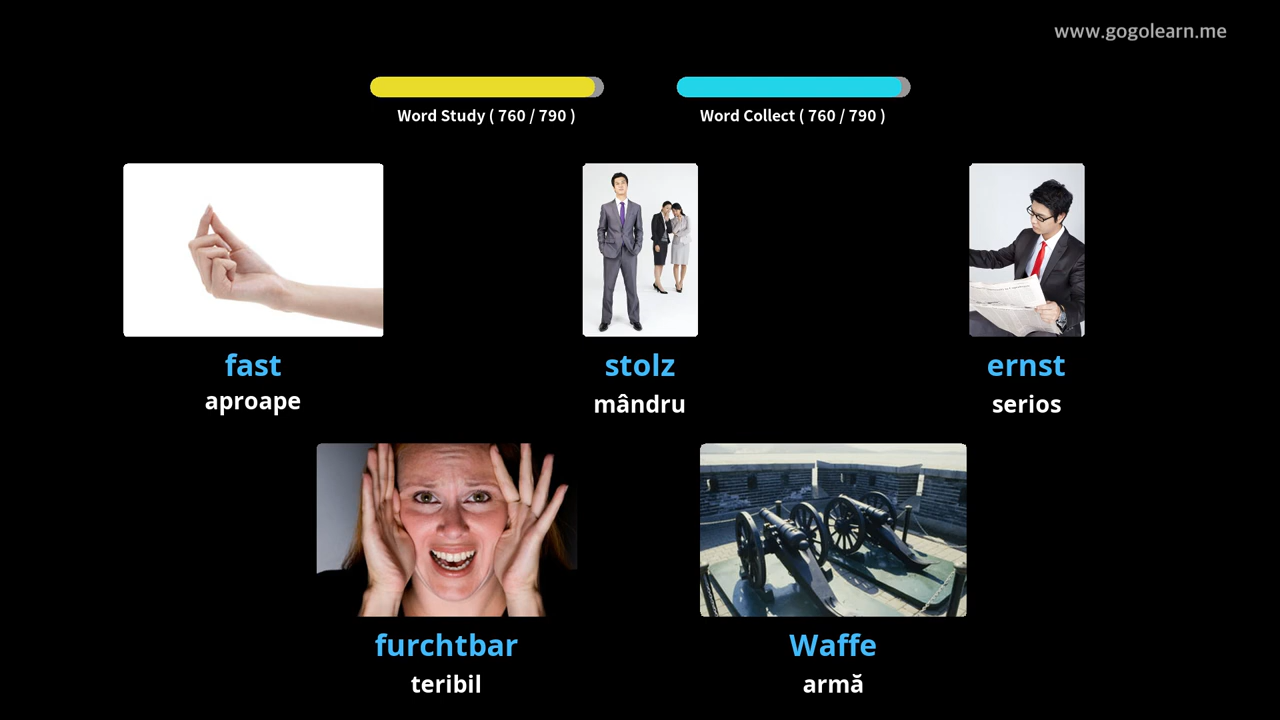 www.gogolearn.me
Word Study ( 760 / 790 )
Word Collect ( 760 / 790 )
fast
aproape
stolz
mândru
ernst
serios
furchtbar
teribil
Waffe
armă